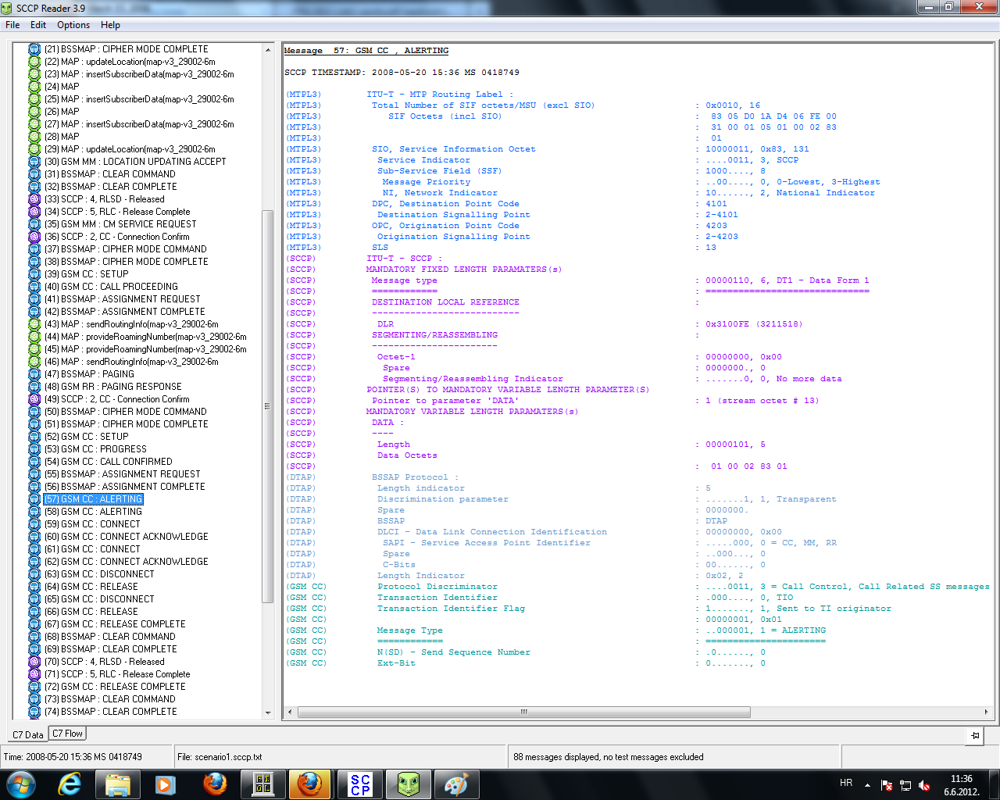 SCCP Reader 3.9
File Edit Options Help
(21) BSSMAP : CIPHER MODE COMPLETE
(22) MAP : updateLocation(map-v3_29002-6m
(23) MAP : insertSubscriberData(map-v3_29002-6m
(24) MAP
(25) MAP : insertSubscriberData(map-v3_29002-6m
(26) MAP
(27) MAP : insertSubscriberData(map-v3_29002-6m
(28) MAP
(29) MAP : updateLocation(map-v3_29002-6m
(30) GSM MM : LOCATION UPDATING ACCEPT
(31) BSSMAP : CLEAR COMMAND
(32) BSSMAP : CLEAR COMPLETE
(33) SCCP : 4, RLSD - Released
(34) SCCP : 5, RLC - Release Complete
(35) GSM MM : CM SERVICE REQUEST
(36) SCCP : 2, CC - Connection Confirm
(37) BSSMAP : CIPHER MODE COMMAND
(38) BSSMAP : CIPHER MODE COMPLETE
(39) GSM CC : SETUP
(40) GSM CC : CALL PROCEEDING
(41) BSSMAP : ASSIGNMENT REQUEST
(42) BSSMAP : ASSIGNMENT COMPLETE
(43) MAP : sendRoutingInfo(map-v3_29002-6m
(44) MAP : provideRoamingNumber(map-v3_29002-6m
(45) MAP : provideRoamingNumber(map-v3_29002-6m
(46) MAP : sendRoutingInfo(map-v3_29002-6m
(47) BSSMAP : PAGING
(48) GSM RR : PAGING RESPONSE
(49) SCCP : 2, CC - Connection Confirm
(50) BSSMAP : CIPHER MODE COMMAND
(51) BSSMAP : CIPHER MODE COMPLETE
(52) GSM CC : SETUP
(53) GSM CC : PROGRESS
(54) GSM CC : CALL CONFIRMED
(55) BSSMAP : ASSIGNMENT REQUEST
(56) BSSMAP : ASSIGNMENT COMPLETE
(57) GSM CC : ALERTING
(58) GSM CC : ALERTING
(59) GSM CC : CONNECT
(60) GSM CC : CONNECT ACKNOWLEDGE
(61) GSM CC : CONNECT
(62) GSM CC : CONNECT ACKNOWLEDGE
(63) GSM CC : DISCONNECT
(64) GSM CC : RELEASE
(65) GSM CC : DISCONNECT
(66) GSM CC : RELEASE
(67) GSM CC : RELEASE COMPLETE
(68) BSSMAP : CLEAR COMMAND
(69) BSSMAP : CLEAR COMPLETE
(70) SCCP : 4, RLSD - Released
(71) SCCP : 5, RLC - Release Complete
(72) GSM CC : RELEASE COMPLETE
(73) BSSMAP : CLEAR COMMAND
(74) BSSMAP : CLEAR COMPLETE
Message 57: GSM CC , ALERTING
SCCP TIMESTAMP: 2008-05-20 15:36 MS 0418749
(MTPL3) ITU-T - MTP Routing Label :
(MTPL3) Total Number of SIF octets/MSU (excl SIO) : 0x0010, 16
(MTPL3) SIF Octets (incl SIO) : 83 05 D0 1A D4 06 FE 00
(MTPL3) : 31 00 01 05 01 00 02 83
(MTPL3) : 01
(MTPL3) SIO, Service Information Octet : 10000011, 0x83, 131
(MTPL3) Service Indicator : ....0011, 3, SCCP
(MTPL3) Sub-Service Field (SSF) : 1000...., 8
(MTPL3) Message Priority : ..00...., 0, 0-Lowest, 3-Highest
(MTPL3) NI, Network Indicator : 10......, 2, National Indicator
(MTPL3) DPC, Destination Point Code : 4101
(MTPL3) Destination Signalling Point : 2-4101
(MTPL3) OPC, Origination Point Code : 4203
(MTPL3) Origination Signalling Point : 2-4203
(MTPL3) SLS : 13
(SCCP) ITU-T - SCCP :
(SCCP) MANDATORY FIXED LENGTH PARAMATERS(s)
(SCCP) Message type : 00000110, 6, DT1 - Data Form 1
(SCCP) ============ : ==============================
(SCCP) DESTINATION LOCAL REFERENCE :
(SCCP) ---------------------------
(SCCP) DLR : 0x3100FE (3211518)
(SCCP) SEGMENTING/REASSEMBLING :
(SCCP) -----------------------
(SCCP) Octet-1 : 00000000, 0x00
(SCCP) Spare : 0000000., 0
(SCCP) Segmenting/Reassembling Indicator : .......0, 0, No more data
(SCCP) POINTER(S) TO MANDATORY VARIABLE LENGTH PARAMETER(S)
(SCCP) Pointer to parameter 'DATA' : 1 (stream octet # 13)
(SCCP) MANDATORY VARIABLE LENGTH PARAMATERS(s)
(SCCP) DATA :
(SCCP) ----
(SCCP) Length : 00000101, 5
(SCCP) Data Octets
(SCCP) : 01 00 02 83 01
(DTAP) BSSAP Protocol :
(DTAP) Length indicator : 5
(DTAP) Discrimination parameter : .......1, 1, Transparent
(DTAP) Spare : 0000000.
(DTAP) BSSAP : DTAP
(DTAP) DLCI - Data Link Connection Identification : 00000000, 0x00
(DTAP) SAPI - Service Access Point Identifier : .....000, 0 = CC, MM, RR
(DTAP) Spare : ..000..., 0
(DTAP) C-Bits : 00......, 0
(DTAP) Length Indicator : 0x02, 2
(GSM CC) Protocol Discriminator : ....0011, 3 = Call Control, Call Related SS messages
(GSM CC) Transaction Identifier : .000...., 0, TIO
(GSM CC) Transaction Identifier Flag : 1......., 1, Sent to TI originator
(GSM CC) : 00000001, 0x01
(GSM CC) Message Type : ..000001, 1 = ALERTING
(GSM CC) ============ : ======================
(GSM CC) N(SD) - Send Sequence Number : .0......, 0
(GSM CC) Ext-Bit : 0......., 0
C7 Data C7 Flow
Time: 2008-05-20 15:36 MS 0418749 File: scenario1.sccp.txt 88 messages displayed, no test messages excluded
SC
CP
HR
11:36
6.6.2012.